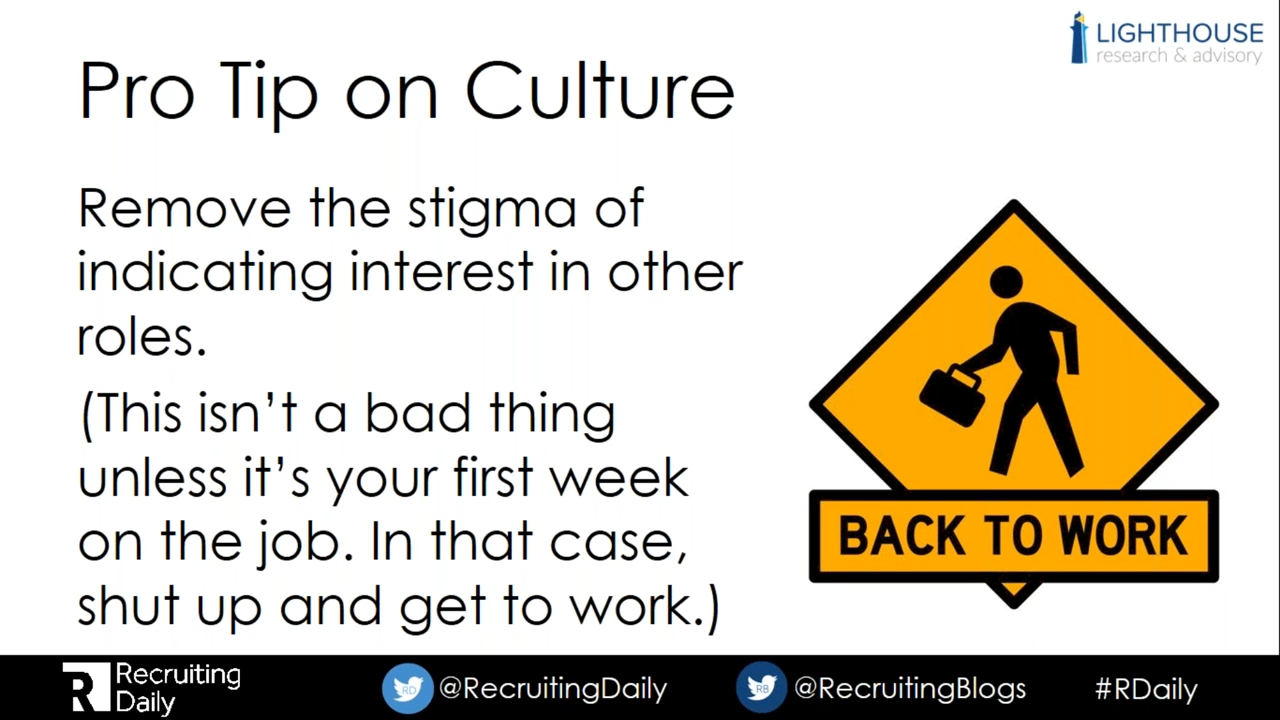 LIGHTHOUSE
research & advisory
Pro Tip on Culture
Remove the stigma of
indicating interest in other
roles.
(This isn’t a bad thing
unless it’s your first week
on the job. In that case,
shut up and get to work.)
BACK TO WORK
R
Recruiting
Daily
RD
@RecruitingDaily
RB
@RecruitingBlogs
#RDaily